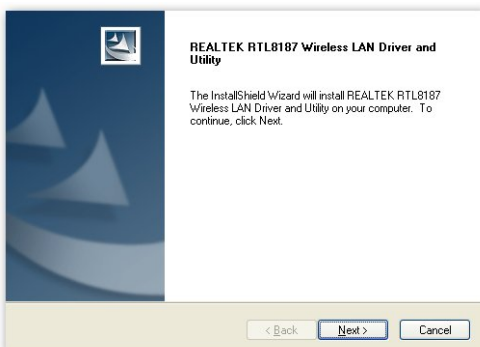 REALTEK RTL8187 Wireless LAN Driver and
Utility
The InstallShield Wizard will install REALTEK RTL8187
Wireless LAN Driver and Utility on your computer. To
continue, click Next.
< Back
Next >
Cancel